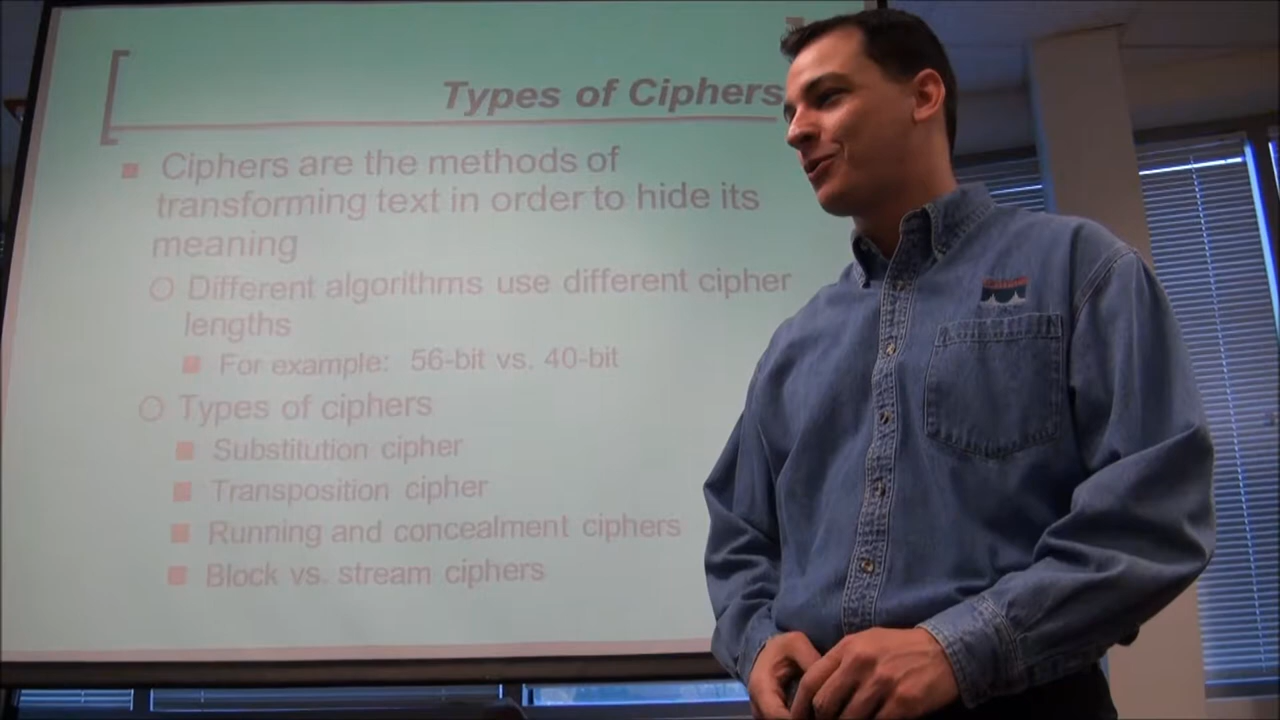 Types of Ciphers
Ciphers are the methods of
transforming text in order to hide its
meaning
Different algorithms use different cipher
lengths
For example: 56-bit vs. 40-bit
Types of ciphers
Substitution cipher
Transposition cipher
Running and concealment ciphers
Block vs. stream ciphers